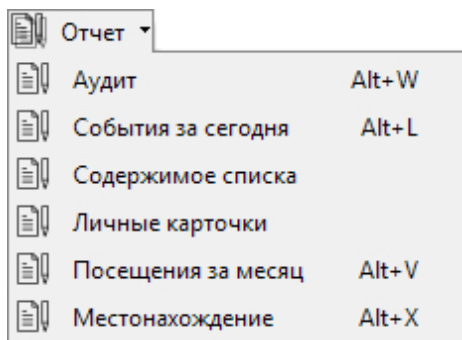 Отчет
Аудит Alt+W
События за сегодня Alt+L
Содержимое списка
Личные карточки
Посещения за месяц Alt+V
Местонахождение Alt+X